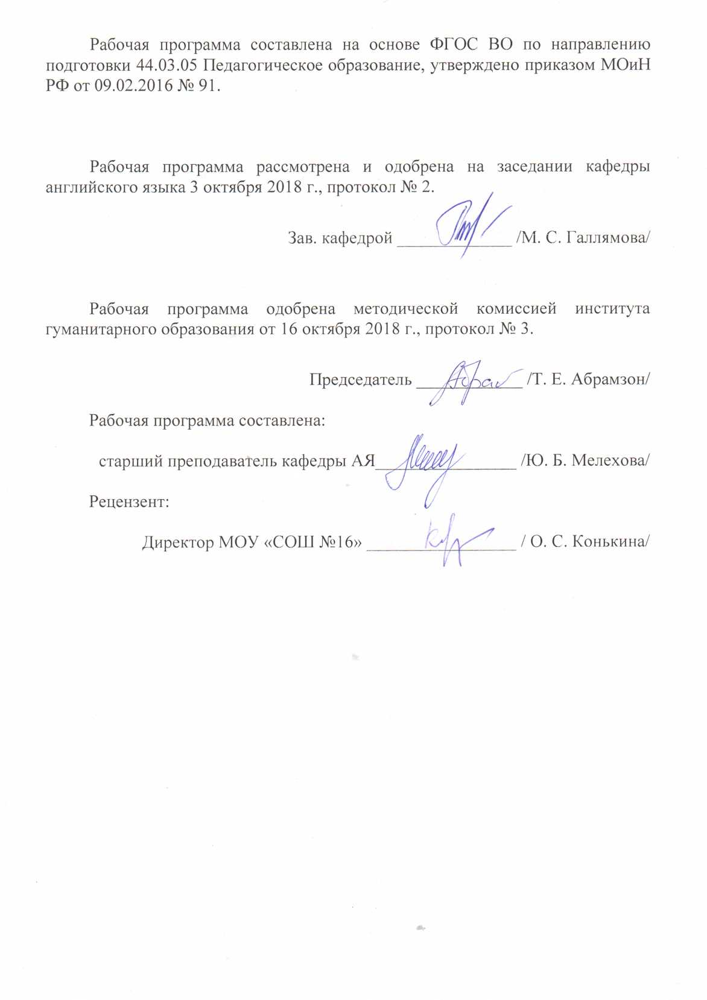 Рабочая программа составлена на основе ФГОС ВО по направлению
подготовки 44.03.05 Педагогическое образование, утверждено приказом МОиН
РФ от 09.02.2016 № 91.
Рабочая программа рассмотрена и одобрена на заседании кафедры
английского языка 3 октября 2018 г., протокол № 2.
Зав. кафедрой _____________ /М. С. Галлямова/
Рабочая программа одобрена методической комиссией института
гуманитарного образования от 16 октября 2018 г., протокол № 3.
Председатель ____________ /Т. Е. Абрамзон/
Рабочая программа составлена:
старший преподаватель кафедры АЯ________________ /Ю. Б. Мелехова/
Рецензент:
Директор МОУ «СОШ №16» _________________ / О. С. Конькина/